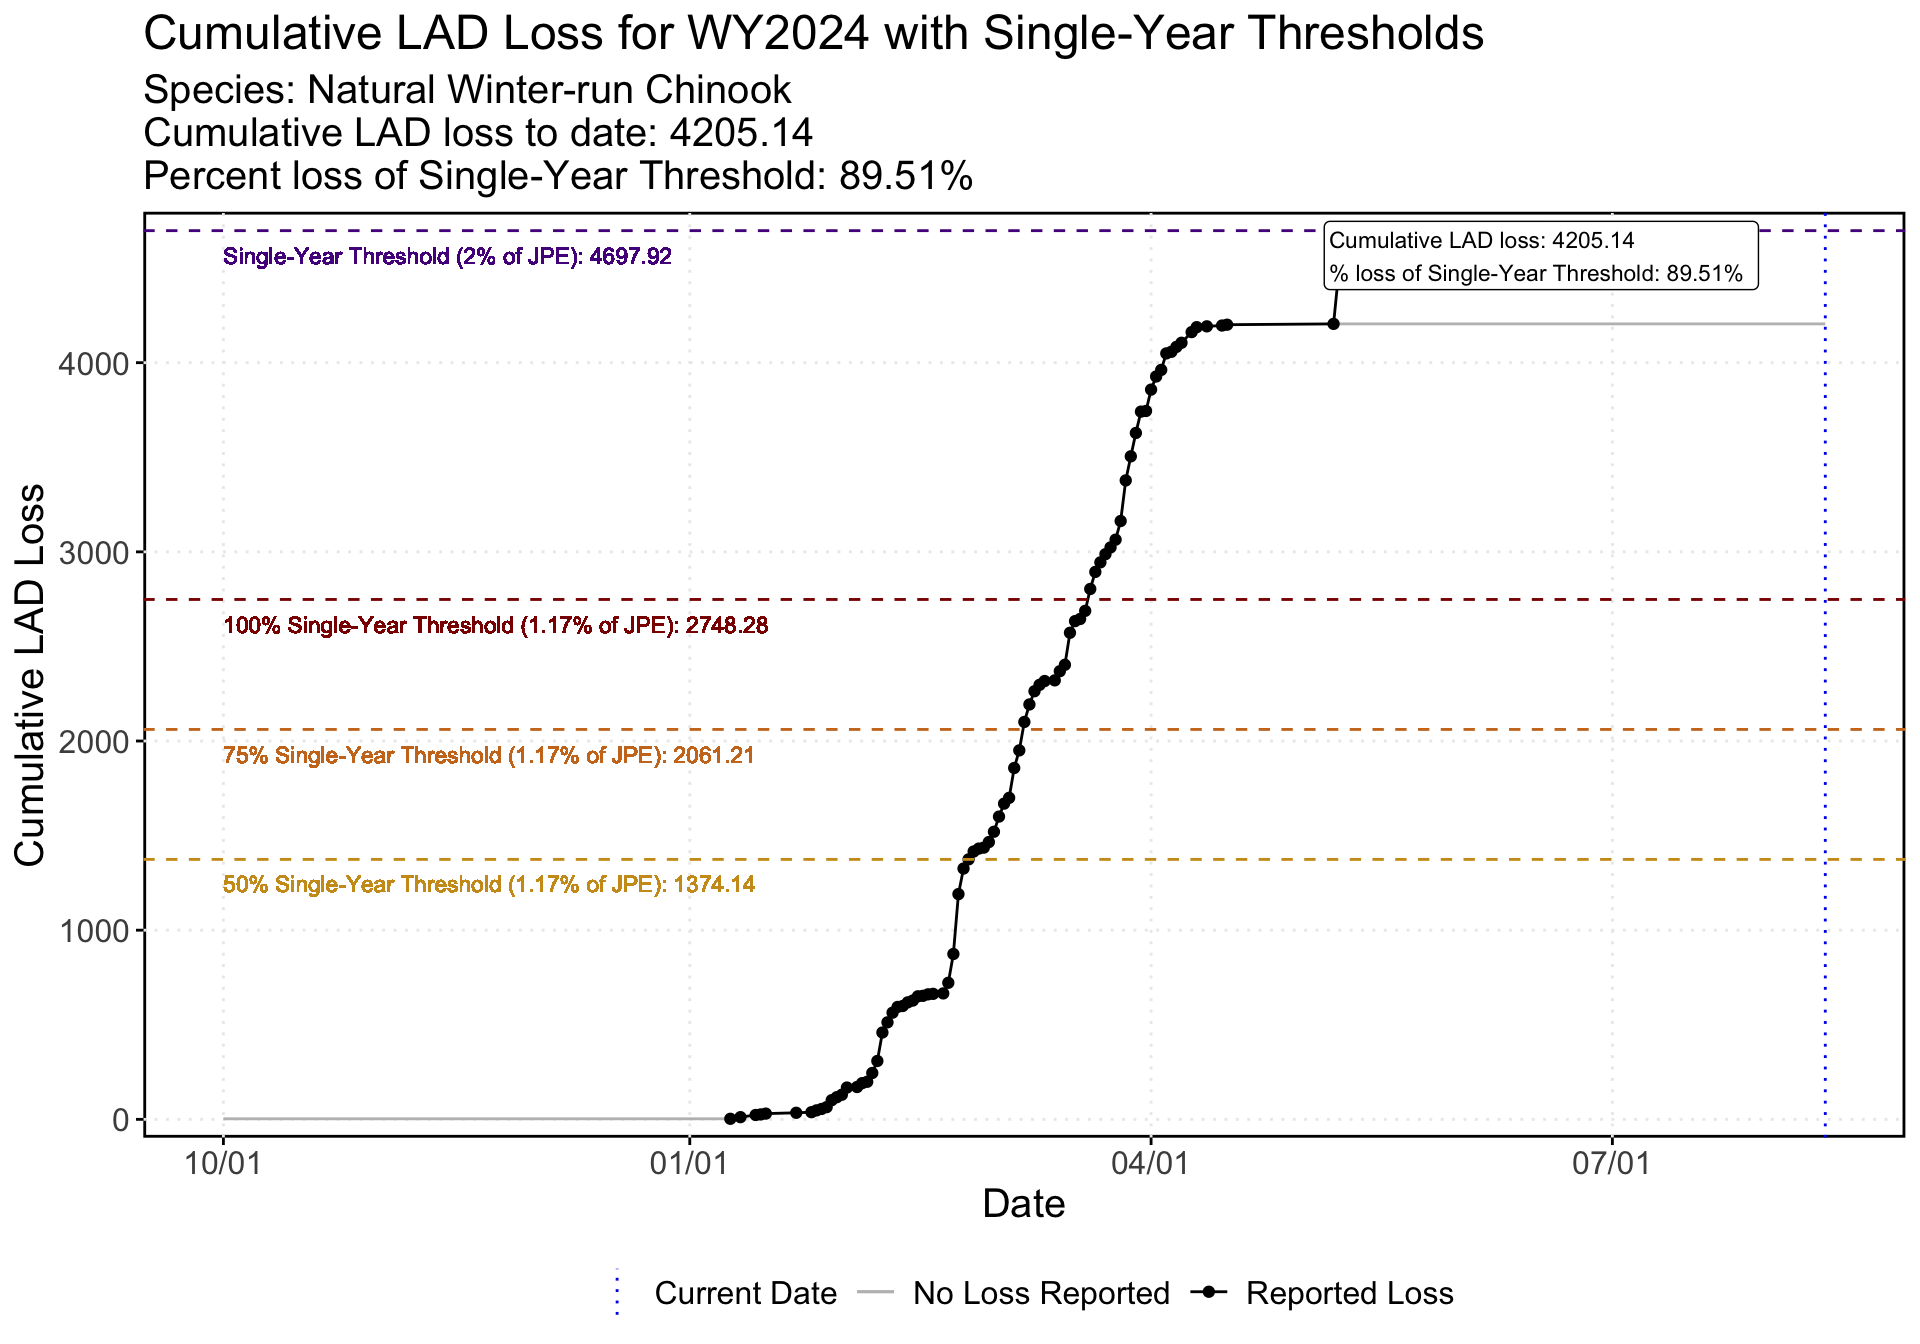 Cumulative LAD Loss for WY2024 with Single-Year Thresholds
Species: Natural Winter-run Chinook
Cumulative LAD loss to date: 4205.14
Percent loss of Single-Year Threshold: 89.51%
Cumulative LAD loss: 4205.14
% loss of Single-Year Threshold: 89.51%
Single-Year Threshold (2% of JPE): 4697.92
100% Single-Year Threshold (1.17% of JPE): 2748.28
75% Single-Year Threshold (1.17% of JPE): 2061.21
50% Single-Year Threshold (1.17% of JPE): 1374.14
Cumulative LAD Loss
4000
3000
2000
1000
0
10/01
01/01
04/01
07/01
Date
Current Date
No Loss Reported
Reported Loss